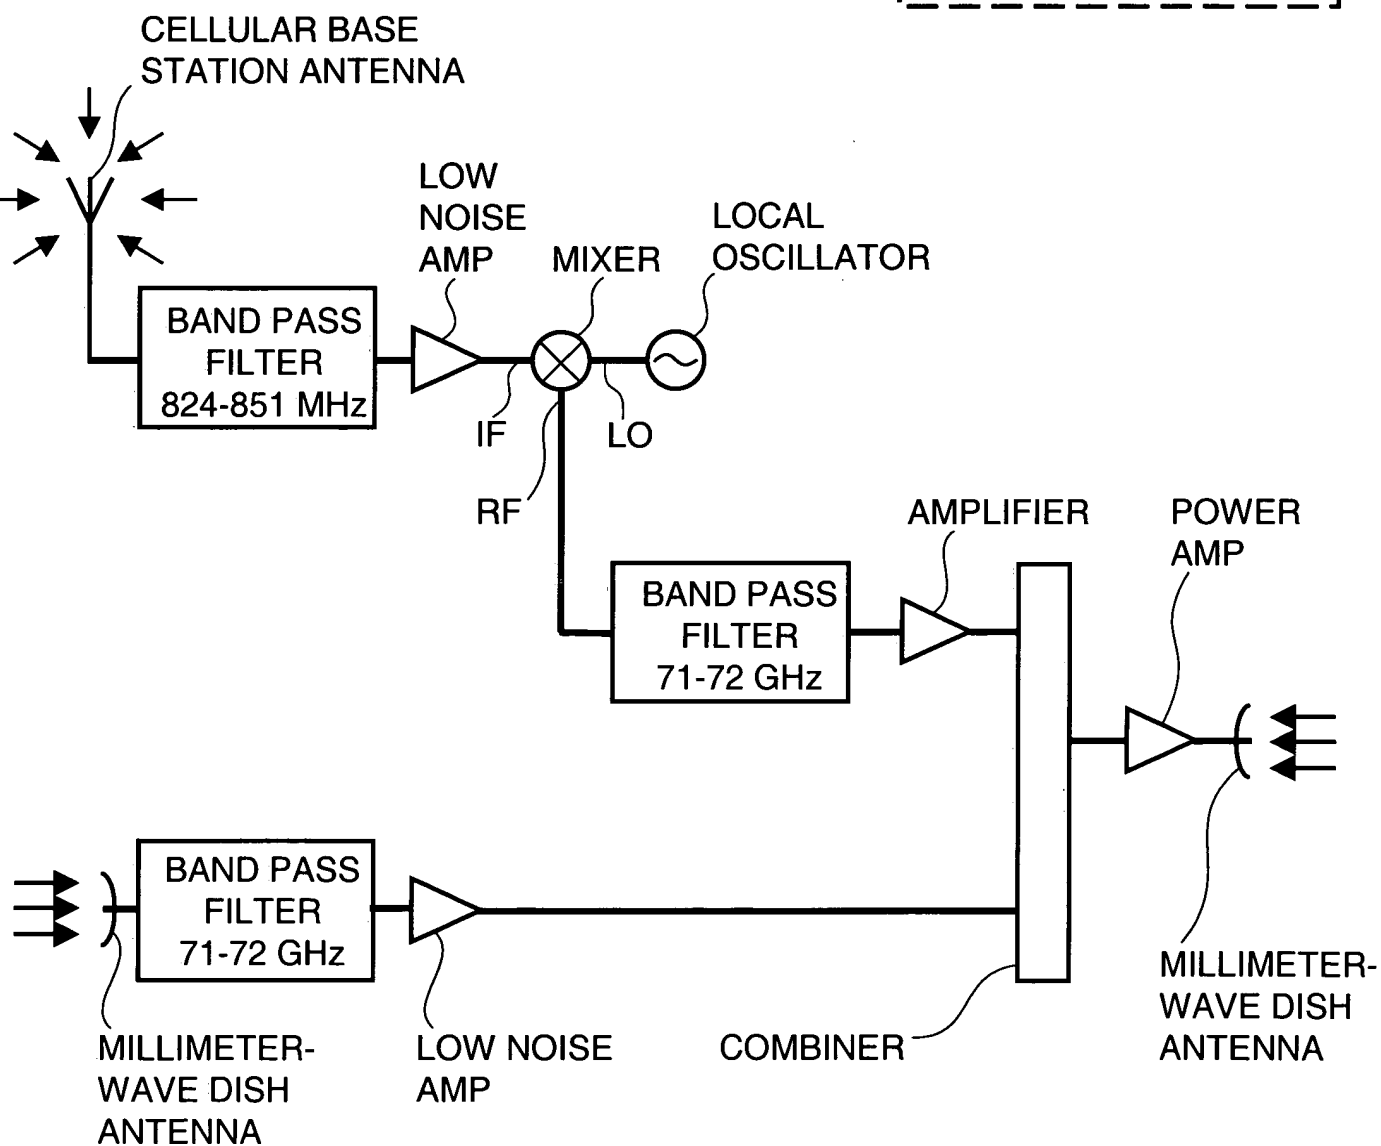 CELLULAR BASE
STATION ANTENNA
LOW
NOISE
AMP
MIXER
LOCAL
OSCILLATOR
BAND PASS
FILTER
824-851 MHz
IF
LO
RF
AMPLIFIER
POWER
AMP
BAND PASS
FILTER
71-72 GHz
BAND PASS
FILTER
71-72 GHz
MILLIMETER-
WAVE DISH
ANTENNA
LOW NOISE
AMP
COMBINER
MILLIMETER-
WAVE DISH
ANTENNA